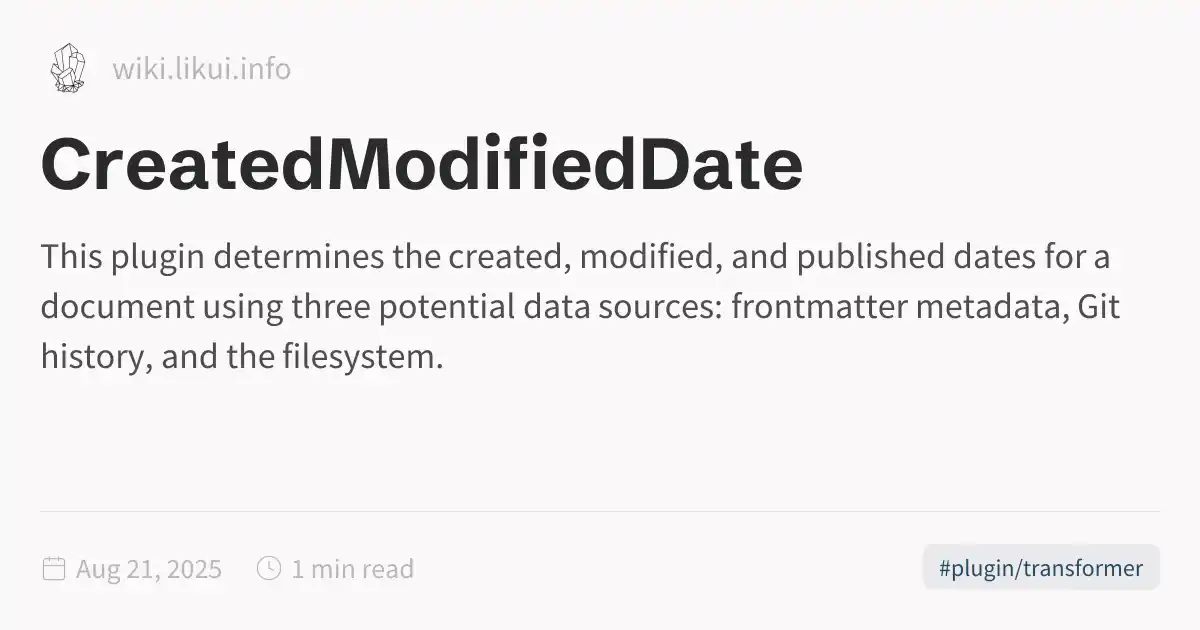 wiki.likui.info
CreatedModifiedDate
This plugin determines the created, modified, and published dates for a
document using three potential data sources: frontmatter metadata, Git
history, and the filesystem.
Aug 21, 2025 1 min read #plugin/transformer